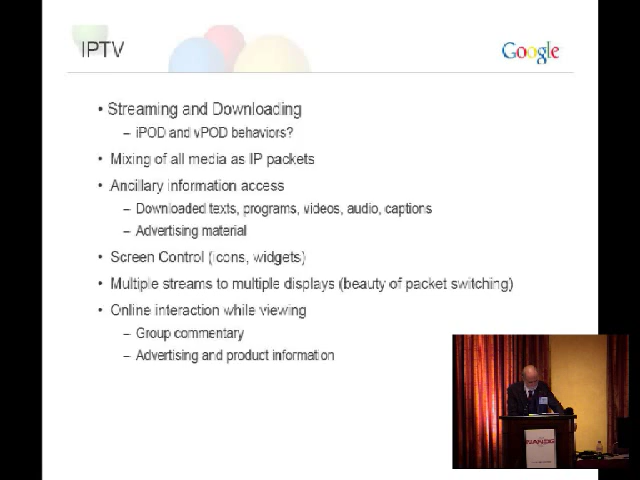 IPTV
Google
• Streaming and Downloading
– iPOD and vPOD behaviors?
• Mixing of all media as IP packets
• Ancillary information access
– Downloaded texts, programs, videos, audio, captions
– Advertising material
• Screen Control (icons, widgets)
• Multiple streams to multiple displays (beauty of packet switching)
• Online interaction while viewing
– Group commentary
– Advertising and product information
NANOG